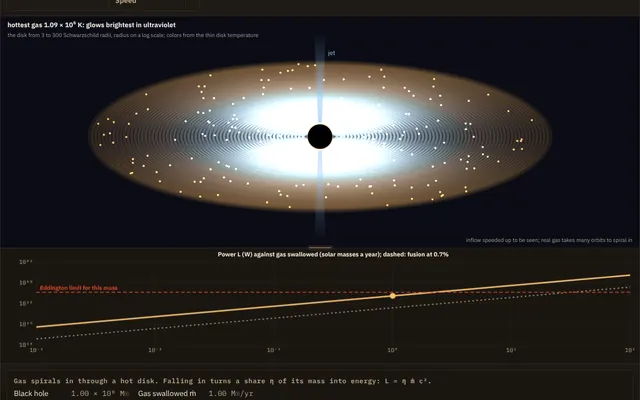 Speed
hottest gas 1.09 × 10⁵ K: glows brightest in ultraviolet
the disk from 3 to 300 Schwarzschild radii, radius on a log scale; colors from the thin disk temperature
jet
inflow speeded up to be seen; real gas takes many orbits to spiral in
Power L (W) against gas swallowed (solar masses a year); dashed: fusion at 0.7%
Eddington limit for this mass
Gas spirals in through a hot disk. Falling in turns a share η of its mass into energy: L = η ṁ c².
Black hole 1.00 × 10⁸ M☉ Gas swallowed ṁ 1.00 M☉/yr